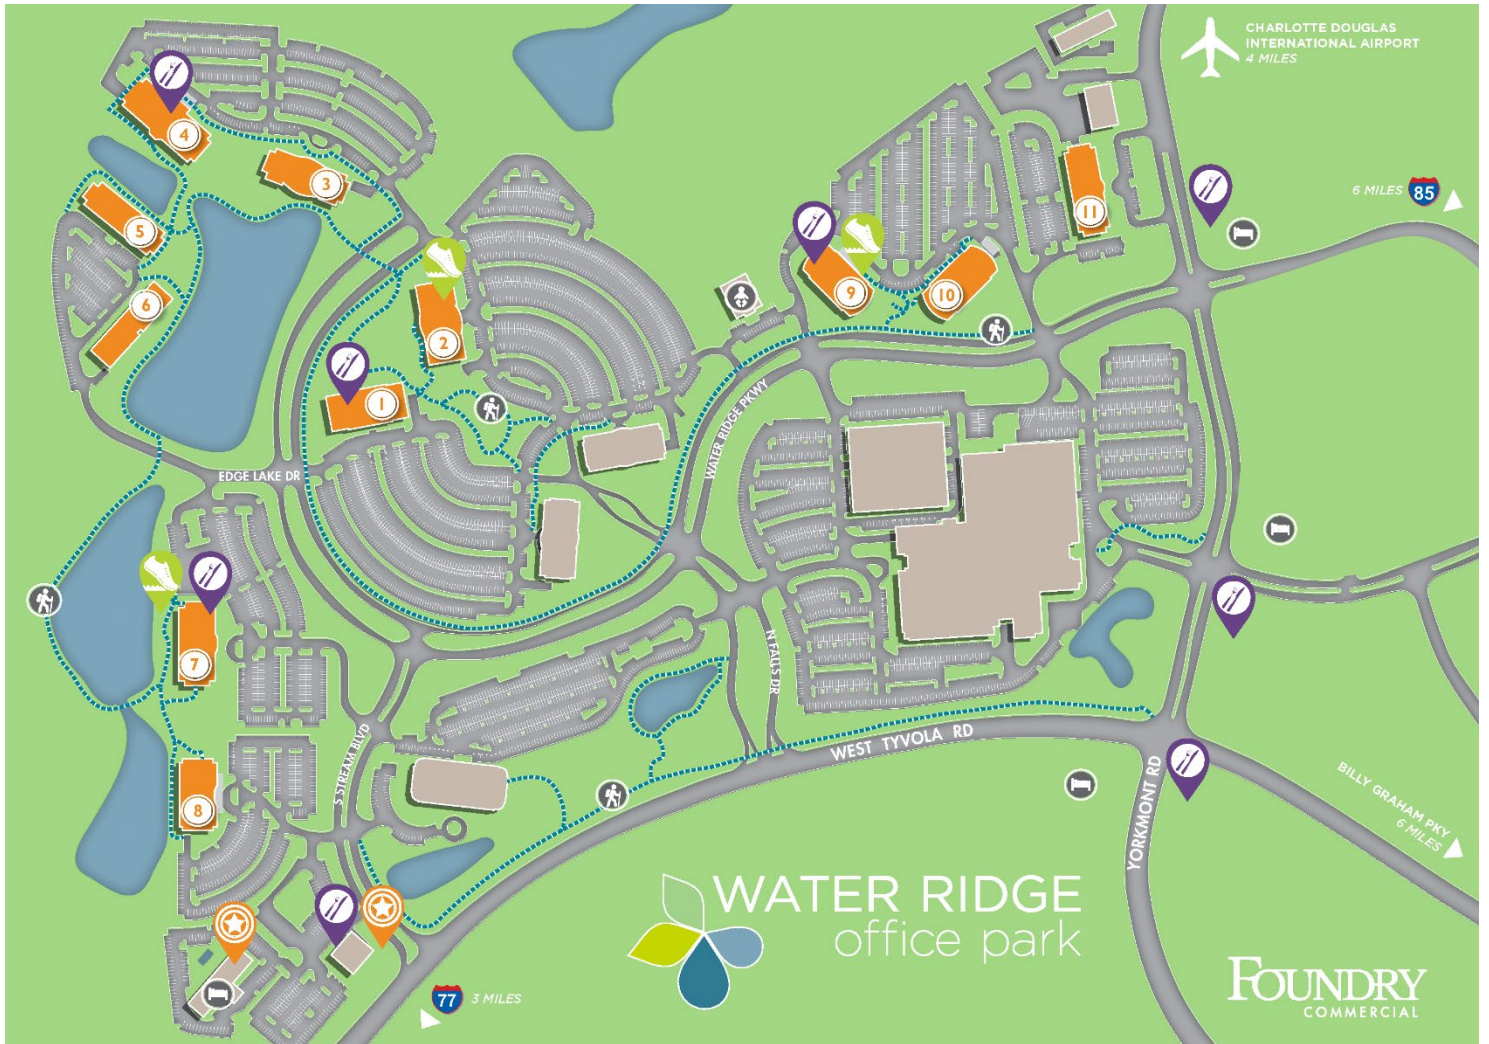 CHARLOTTE DOUGLAS
INTERNATIONAL AIRPORT
4 MILES
6 MILES 85
4
3
5
6
2
1
9
10
11
WATER RIDGE PKWY
EDGE LAKE DR
7
8
N FALLS DR
S STREAM BLVD
WEST TYVOLA RD
YORKMONT RD
BILLY GRAHAM PKY
6 MILES
WATER RIDGE
office park
77 3 MILES
FOUNDRY
COMMERCIAL